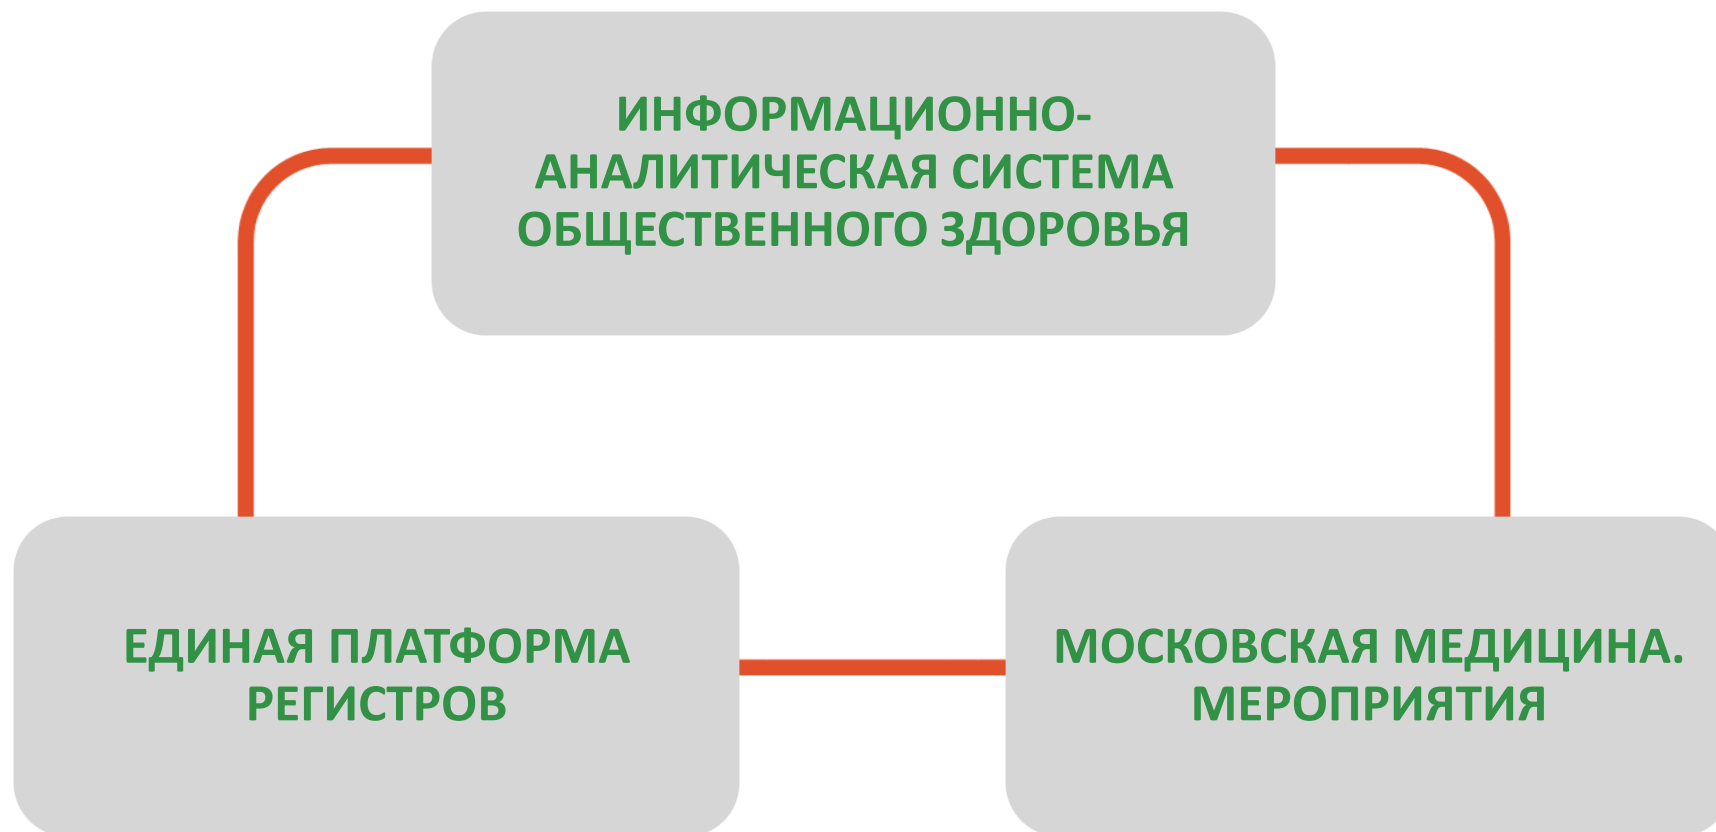 ИНФОРМАЦИОННО-
АНАЛИТИЧЕСКАЯ СИСТЕМА
ОБЩЕСТВЕННОГО ЗДОРОВЬЯ
ЕДИНАЯ ПЛАТФОРМА
РЕГИСТРОВ
МОСКОВСКАЯ МЕДИЦИНА.
МЕРОПРИЯТИЯ